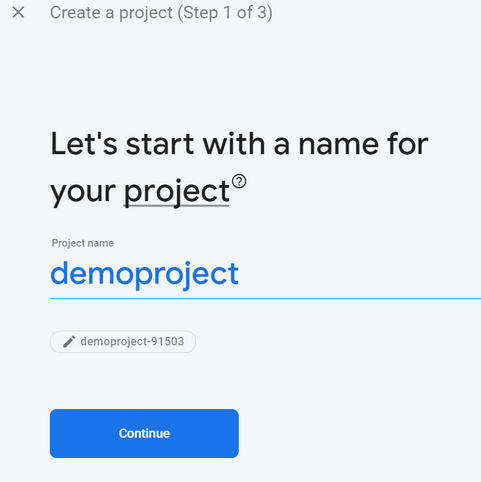 Create a project (Step 1 of 3)
Let's start with a name for
your project
Project name
demoproject
demoproject-91503
Continue